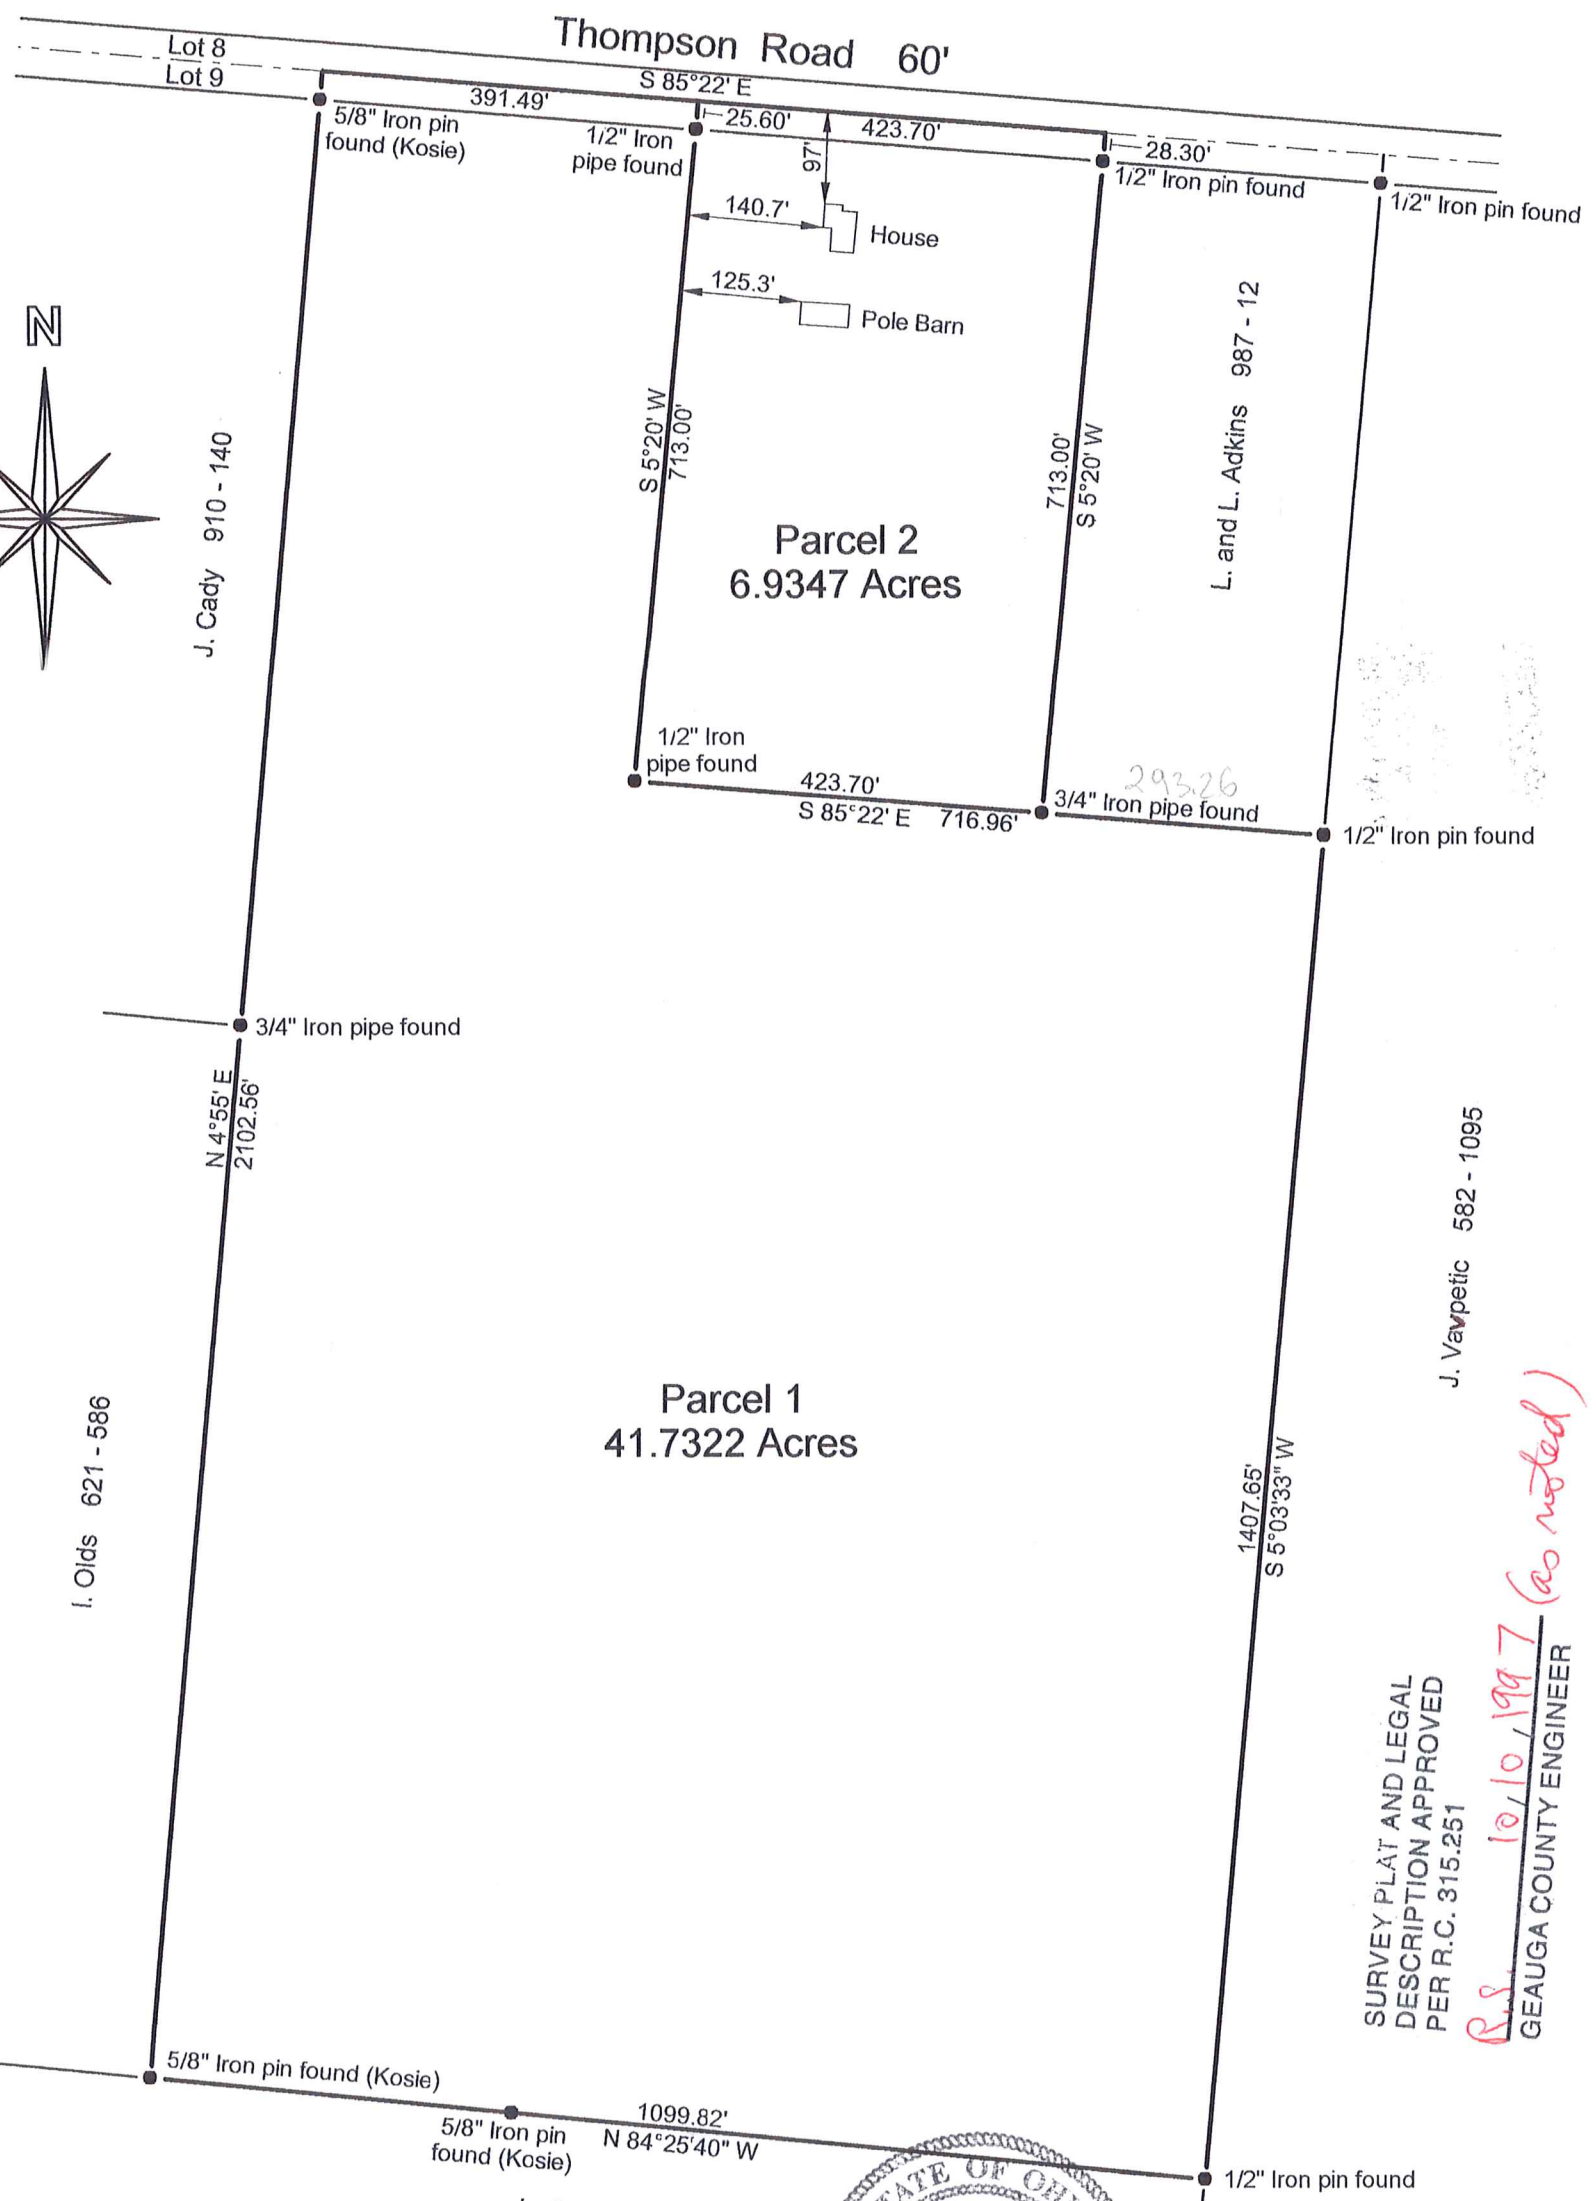 Thompson Road 60'
Lot 8
Lot 9
S 85°22' E
391.49'
25.60'
423.70'
28.30'
5/8" Iron pin
found (Kosie)
1/2" Iron
pipe found
97'
1/2" Iron pin found
1/2" Iron pin found
140.7'
House
125.3'
Pole Barn
N
J. Cady 910 - 140
S 5°20' W
713.00'
713.00'
S 5°20' W
L. and L. Adkins 987 - 12
Parcel 2
6.9347 Acres
1/2" Iron
pipe found
423.70'
S 85°22' E 716.96'
293.26
3/4" Iron pipe found
1/2" Iron pin found
3/4" Iron pipe found
N 4°55' E
2102.56'
J. Vavpetic 582 - 1095
Parcel 1
41.7322 Acres
I. Olds 621 - 586
1407.65'
S 5°03'33" W
SURVEY PLAT AND LEGAL
DESCRIPTION APPROVED
PER R.C. 315.251
R.S. 10/10/1997 (as noted)
GEAUGA COUNTY ENGINEER
5/8" Iron pin found (Kosie)
5/8" Iron pin
found (Kosie)
1099.82'
N 84°25'40" W
1/2" Iron pin found